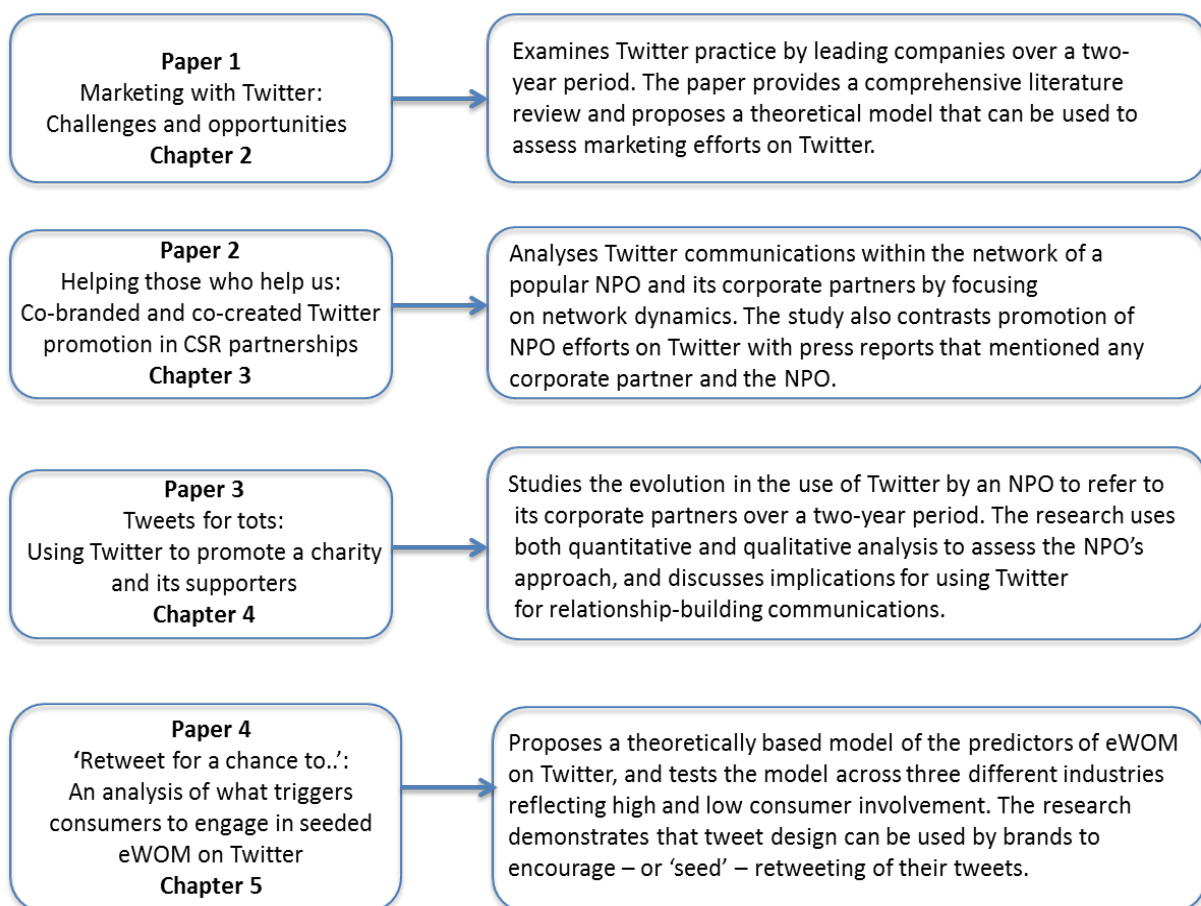 Paper 1
Marketing with Twitter:
Challenges and opportunities
Chapter 2
Examines Twitter practice by leading companies over a two-
year period. The paper provides a comprehensive literature
review and proposes a theoretical model that can be used to
assess marketing efforts on Twitter.
Paper 2
Helping those who help us:
Co-branded and co-created Twitter
promotion in CSR partnerships
Chapter 3
Analyses Twitter communications within the network of a
popular NPO and its corporate partners by focusing
on network dynamics. The study also contrasts promotion of
NPO efforts on Twitter with press reports that mentioned any
corporate partner and the NPO.
Paper 3
Tweets for tots:
Using Twitter to promote a charity
and its supporters
Chapter 4
Studies the evolution in the use of Twitter by an NPO to refer to
its corporate partners over a two-year period. The research uses
both quantitative and qualitative analysis to assess the NPO’s
approach, and discusses implications for using Twitter
for relationship-building communications.
Paper 4
‘Retweet for a chance to..’:
An analysis of what triggers
consumers to engage in seeded
eWOM on Twitter
Chapter 5
Proposes a theoretically based model of the predictors of eWOM
on Twitter, and tests the model across three different industries
reflecting high and low consumer involvement. The research
demonstrates that tweet design can be used by brands to
encourage – or ‘seed’ – retweeting of their tweets.